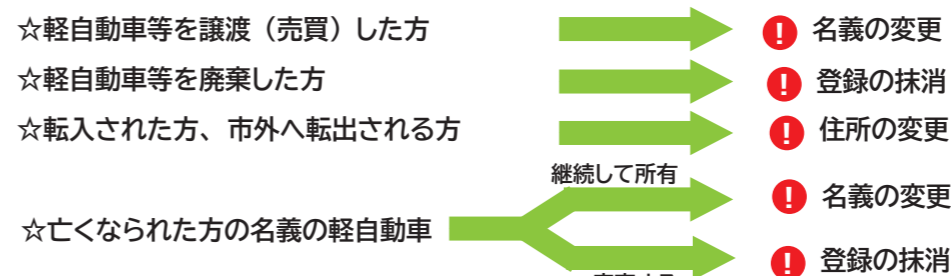 ☆軽自動車等を譲渡（売買）した方
名義の変更
☆軽自動車等を廃棄した方
登録の抹消
☆転入された方、市外へ転出される方
住所の変更
継続して所有
名義の変更
☆亡くなられた方の名義の軽自動車
登録の抹消